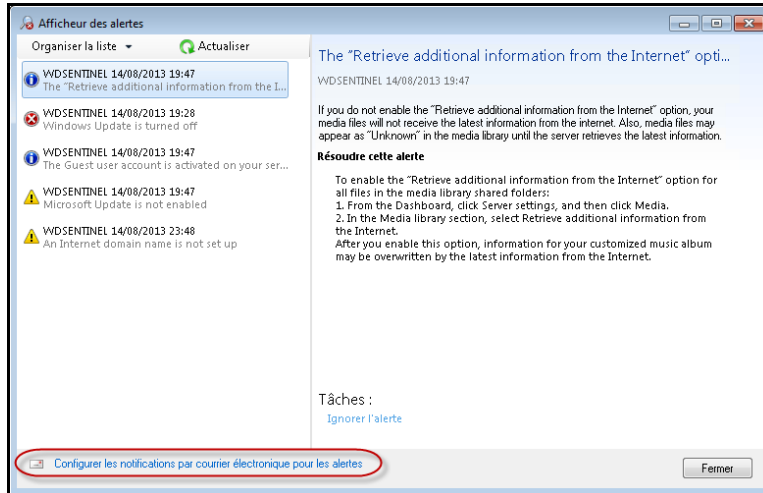 Afficheur des alertes
Organiser la liste
Actualiser
WDSENTINEL 14/08/2013 19:47
The "Retrieve additional information from the I...
WDSENTINEL 14/08/2013 19:28
Windows Update is turned off
WDSENTINEL 14/08/2013 19:47
The Guest user account is activated on your ser...
WDSENTINEL 14/08/2013 19:47
Microsoft Update is not enabled
WDSENTINEL 14/08/2013 23:48
An Internet domain name is not set up
The "Retrieve additional information from the Internet" opti...
WDSENTINEL 14/08/2013 19:47
If you do not enable the "Retrieve additional information from the Internet" option, your
media files will not receive the latest information from the internet. Also, media files may
appear as "Unknown" in the media library until the server retrieves the latest information.
Résoudre cette alerte
To enable the "Retrieve additional information from the Internet" option for
all files in the media library shared folders:
1. From the Dashboard, click Server settings, and then click Media.
2. In the Media library section, select Retrieve additional information from
the Internet.
After you enable this option, information for your customized music album
may be overwritten by the latest information from the Internet.
Tâches :
Ignorer l'alerte
Configurer les notifications par courrier électronique pour les alertes
Fermer